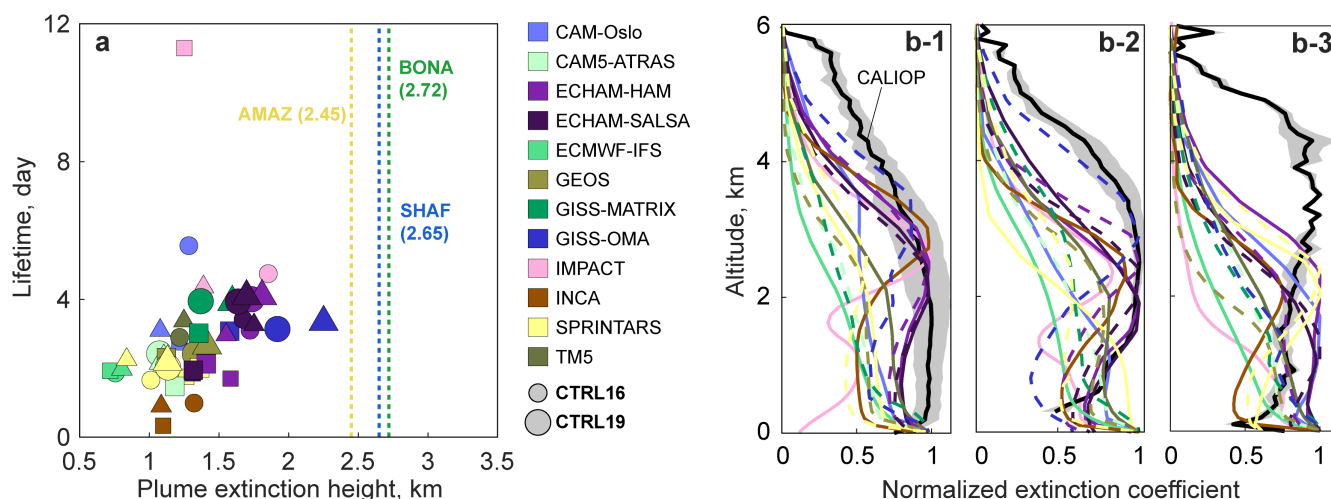 a
12
8
4
0
Lifetime, day
0.5 1 1.5 2 2.5 3 3.5
Plume extinction height, km
AMAZ (2.45)
BONA
(2.72)
SHAF
(2.65)
CAM-Oslo
CAM5-ATRAS
ECHAM-HAM
ECHAM-SALSA
ECMWF-IFS
GEOS
GISS-MATRIX
GISS-OMA
IMPACT
INCA
SPRINTARS
TM5
CTRL16
CTRL19
b-1 b-2 b-3
CALIOP
6
4
2
0
Altitude, km
0 0.5 1 0 0.5 1 0 0.5 1
Normalized extinction coefficient